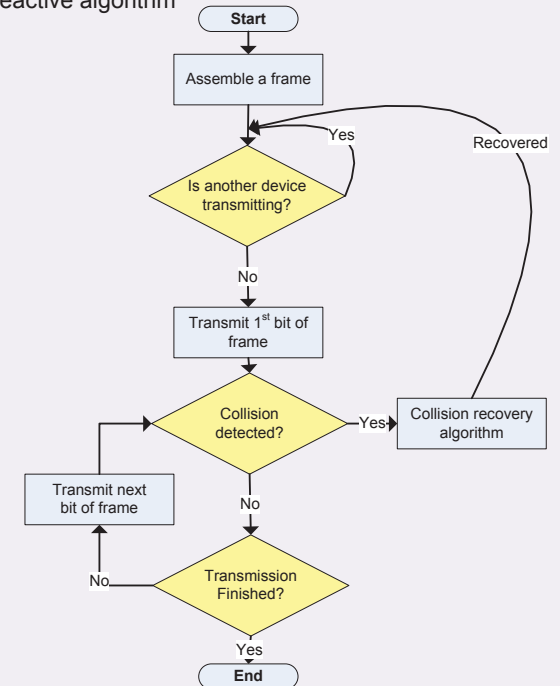 eactive algorithm
Start
Assemble a frame
Yes
Recovered
Is another device
transmitting?
No
Transmit 1st bit of
frame
Collision
detected?
Yes
Collision recovery
algorithm
Transmit next
bit of frame
No
No
Transmission
Finished?
Yes
End